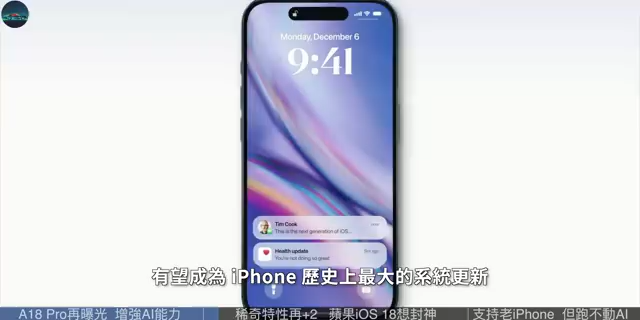 Monday, December 6
9:41
Tim Cook
This is the next generation of iOS...
Health update
You're not doing so great!
有望成為 iPhone 歷史上最大的系統更新
A18 Pro再曝光 增強AI能力
稀奇特性再+2 蘋果iOS 18想封神
支持老iPhone 但跑不動AI